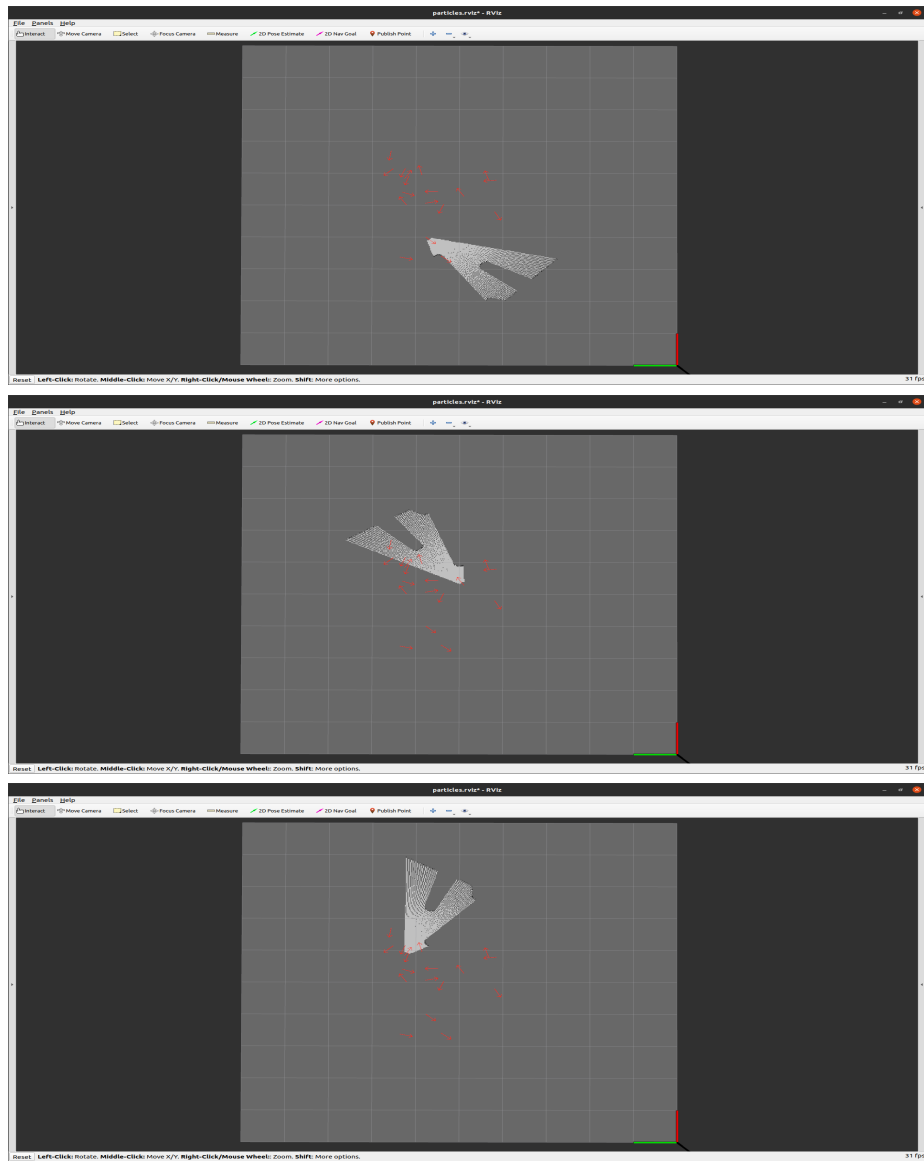 particles.rviz* - RViz
File Panels Help
Interact Move Camera Select Focus Camera Measure 2D Pose Estimate 2D Nav Goal Publish Point
Reset Left-Click: Rotate. Middle-Click: Move X/Y. Right-Click/Mouse Wheel: Zoom. Shift: More options. 31 fps
particles.rviz* - RViz
File Panels Help
Interact Move Camera Select Focus Camera Measure 2D Pose Estimate 2D Nav Goal Publish Point
Reset Left-Click: Rotate. Middle-Click: Move X/Y. Right-Click/Mouse Wheel: Zoom. Shift: More options. 31 fps
particles.rviz* - RViz
File Panels Help
Interact Move Camera Select Focus Camera Measure 2D Pose Estimate 2D Nav Goal Publish Point
Reset Left-Click: Rotate. Middle-Click: Move X/Y. Right-Click/Mouse Wheel: Zoom. Shift: More options. 31 fps